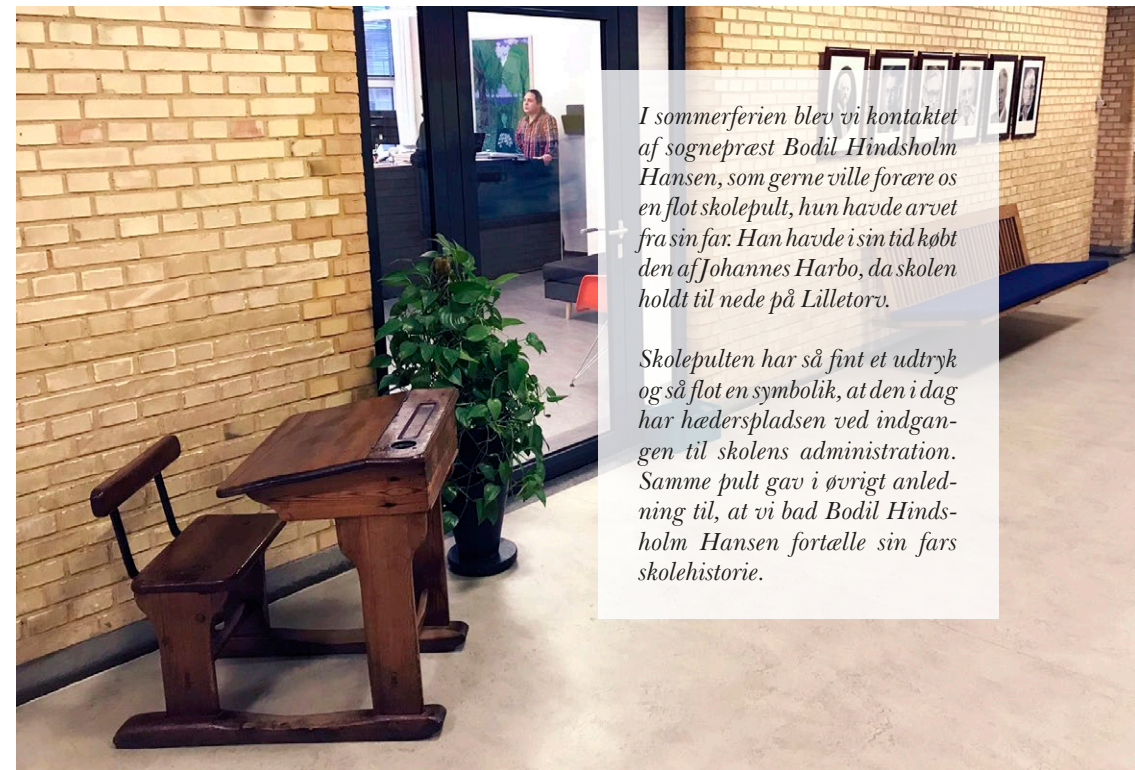 I sommerferien blev vi kontaktet
af sognepræst Bodil Hindsholm
Hansen, som gerne ville forære os
en flot skolepult, hun havde arvet
fra sin far. Han havde i sin tid købt
den af Johannes Harbo, da skolen
holdt til nede på Lilletorv.

Skolepulten har så fint et udtryk
og så flot en symbolik, at den i dag
har hæderspladsen ved indgan-
gen til skolens administration.
Samme pult gav i øvrigt anled-
ning til, at vi bad Bodil Hinds-
holm Hansen fortælle sin fars
skolehistorie.